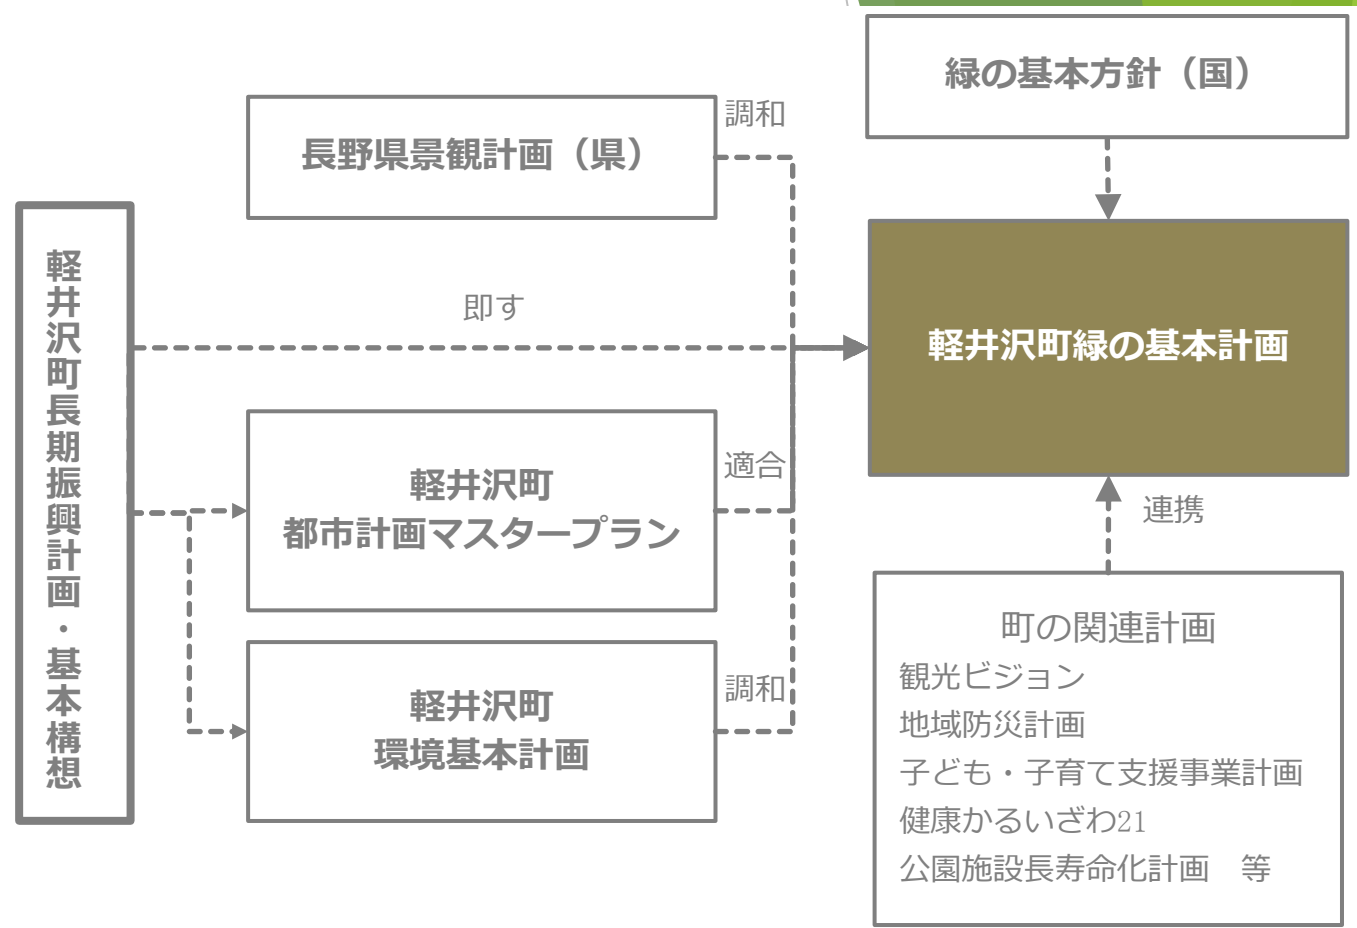 緑の基本方針（国）
長野県景観計画（県）
調和
軽井沢町長期振興計画・基本構想
即す
軽井沢町緑の基本計画
軽井沢町
都市計画マスタープラン
適合
連携
軽井沢町
環境基本計画
調和
町の関連計画
観光ビジョン
地域防災計画
子ども・子育て支援事業計画
健康かるいざわ21
公園施設長寿命化計画　等